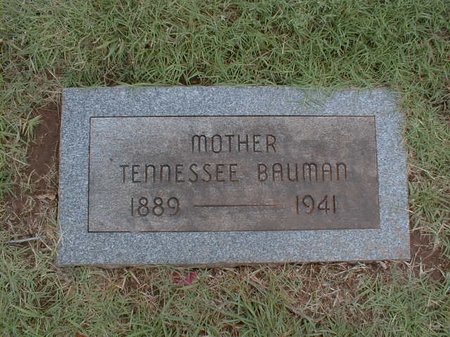 MOTHER
TENNESSEE BAUMAN
1889 — 1941